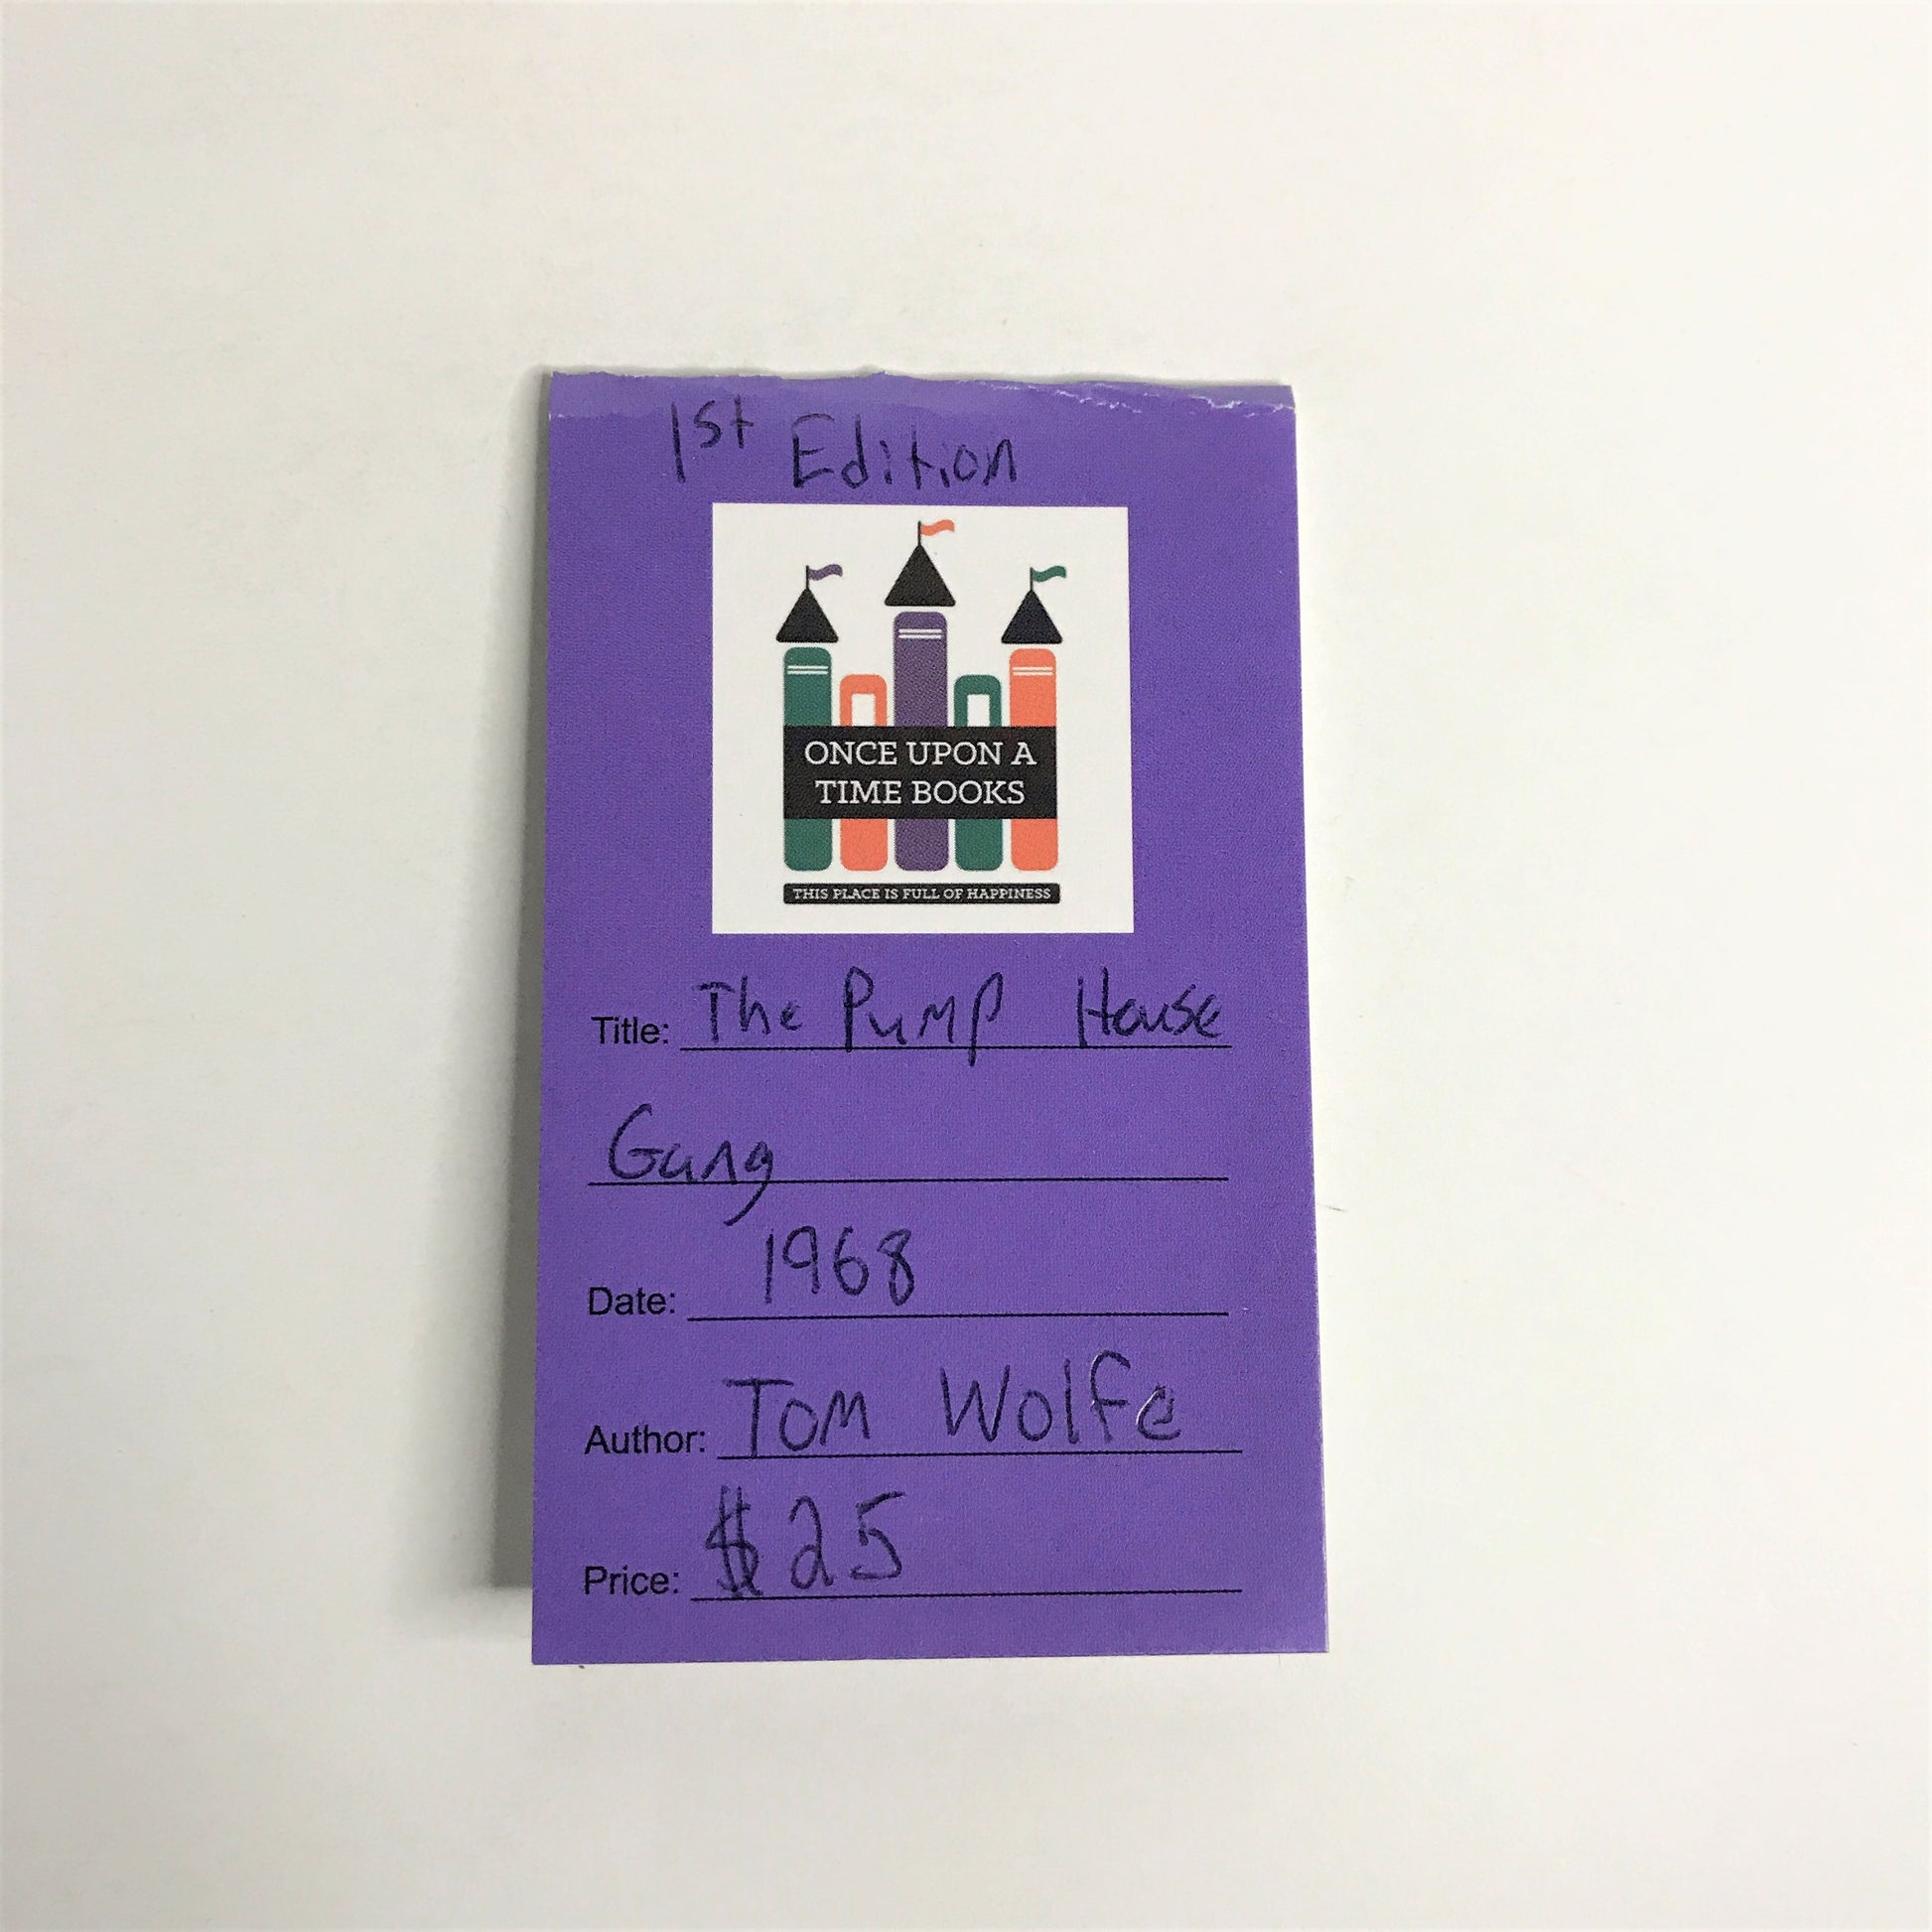 1st Edition
ONCE UPON A
TIME BOOKS
THIS PLACE IS FULL OF HAPPINESS
Title: The Pump House
Gang
Date: 1968
Author: Tom Wolfe
Price: $25